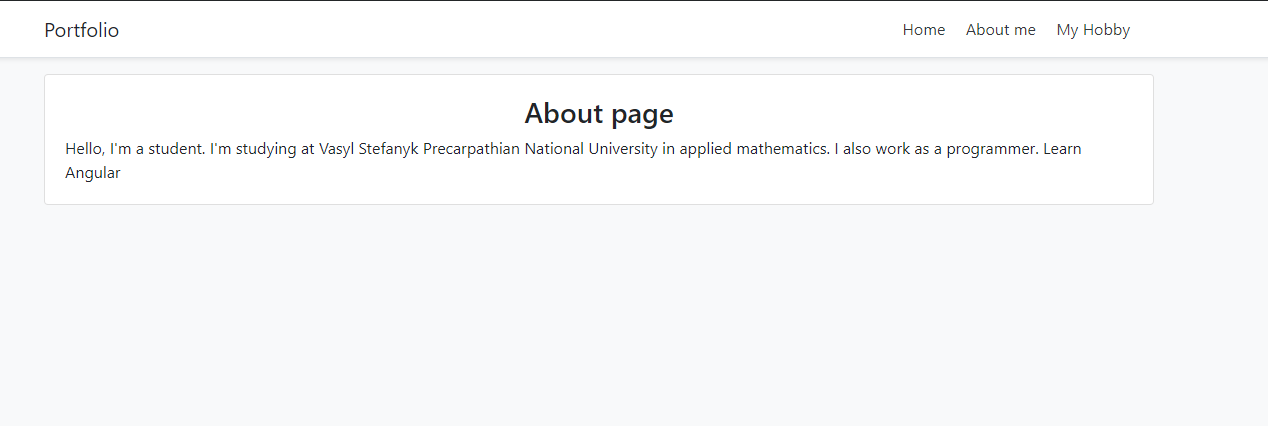 Portfolio Home About me My Hobby
About page
Hello, I'm a student. I'm studying at Vasyl Stefanyk Precarpathian National University in applied mathematics. I also work as a programmer. Learn
Angular